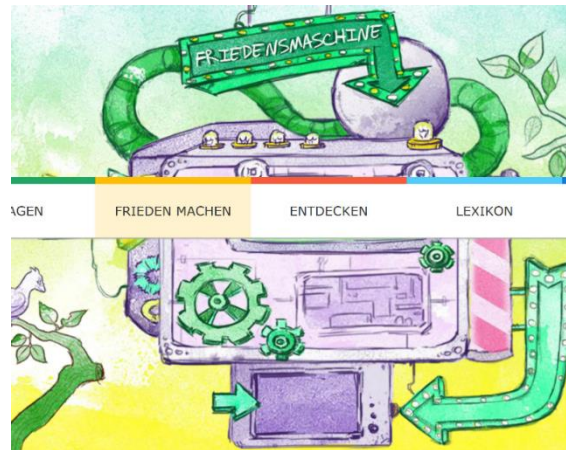 FRIEDENSMASCHINE
AGEN
FRIEDEN MACHEN
ENTDECKEN
LEXIKON